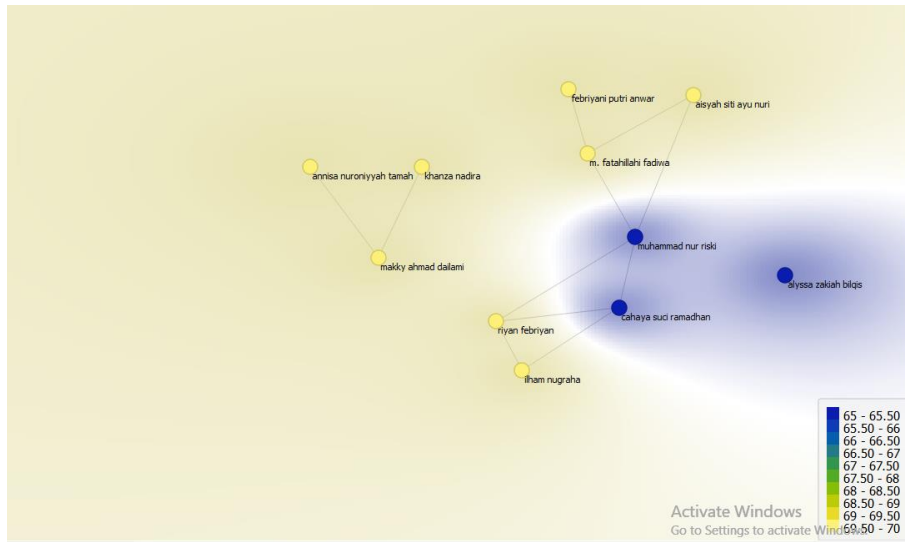 febriyani putri anwar
aisyah siti ayu nuri
m. fatahillahi fadiwa
annisa nuroniyyah tamah
khanza nadira
muhammad nur riski
makky ahmad dailami
alyssa zakiah bilqis
cahaya suci ramadhan
riyan febriyan
ilham nugraha
65 - 65.50
65.50 - 66
66 - 66.50
66.50 - 67
67 - 67.50
67.50 - 68
68 - 68.50
68.50 - 69
69 - 69.50
69.50 - 70
Activate Windows
Go to Settings to activate Windows.